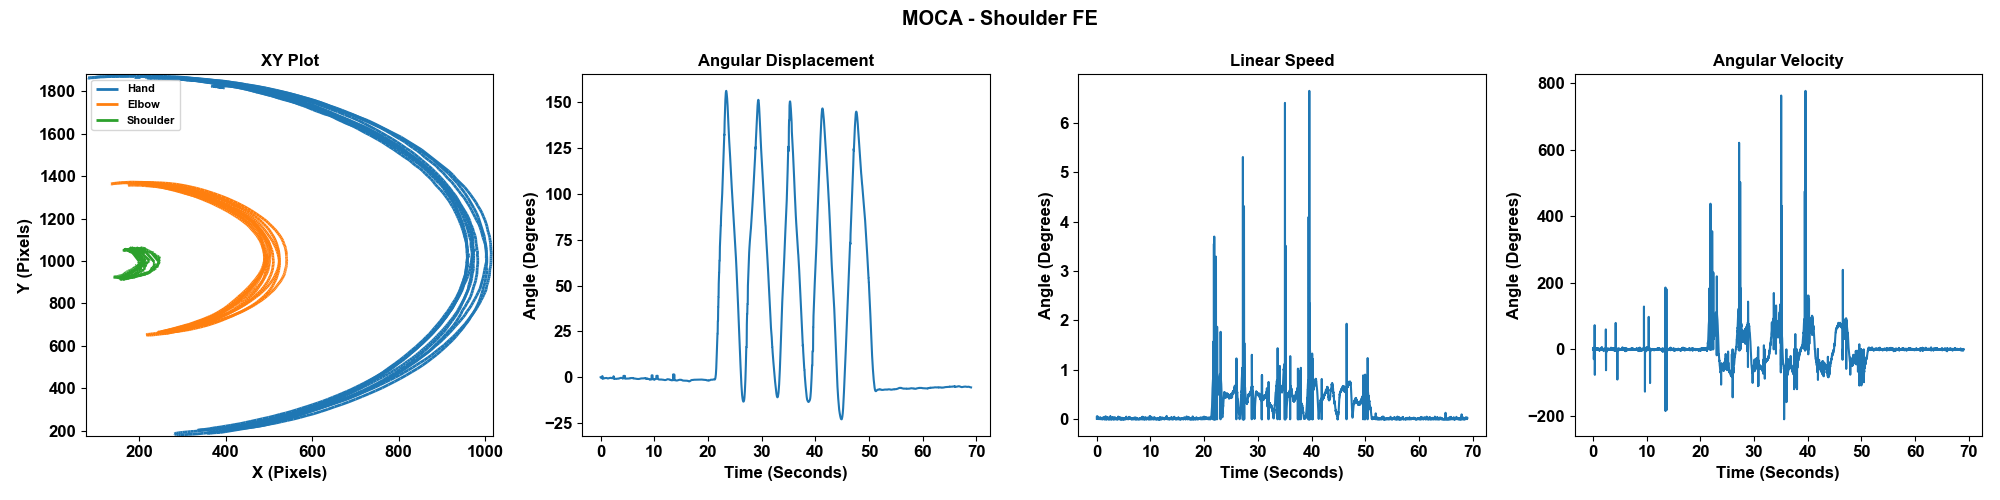 MOCA - Shoulder FE
XY Plot
Y (Pixels)
1800
1600
1400
1200
1000
800
600
400
200
Hand
Elbow
Shoulder
200 400 600 800 1000
X (Pixels)
Angular Displacement
Angle (Degrees)
150
125
100
75
50
25
0
−25
0 10 20 30 40 50 60 70
Time (Seconds)
Linear Speed
Angle (Degrees)
6
5
4
3
2
1
0
0 10 20 30 40 50 60 70
Time (Seconds)
Angular Velocity
Angle (Degrees)
800
600
400
200
0
−200
0 10 20 30 40 50 60 70
Time (Seconds)